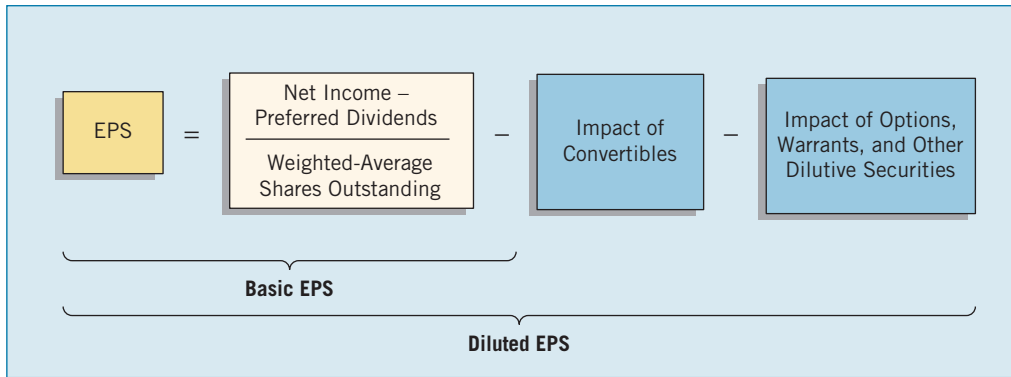 EPS
=
Net Income –
Preferred Dividends
Weighted-Average
Shares Outstanding
–
Impact of
Convertibles
–
Impact of Options,
Warrants, and Other
Dilutive Securities
Basic EPS
Diluted EPS